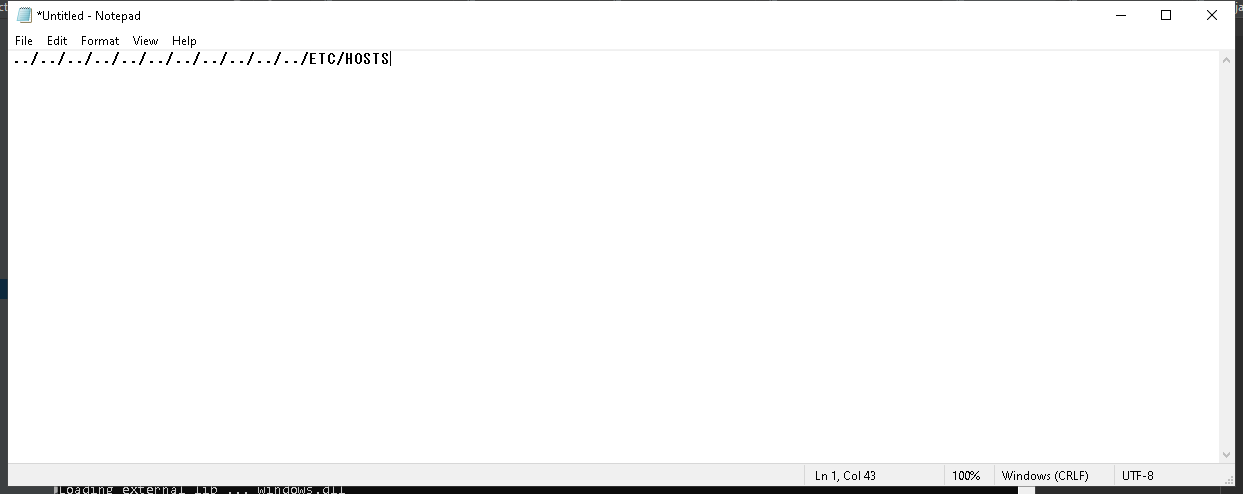 *Untitled - Notepad
File Edit Format View Help
../../../../../../../../../../../ETC/HOSTS
Ln 1, Col 43 100% Windows (CRLF) UTF-8
Loading external lib ... windows.dll